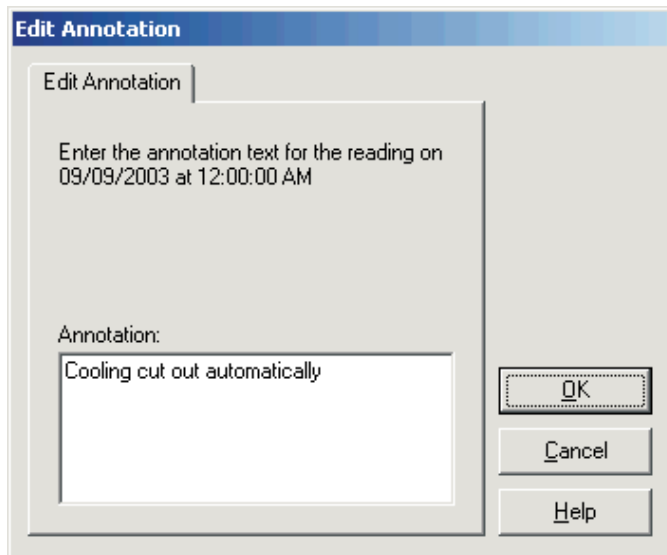 Edit Annotation
Edit Annotation
Enter the annotation text for the reading on
09/09/2003 at 12:00:00 AM
Annotation:
Cooling cut out automatically
OK
Cancel
Help